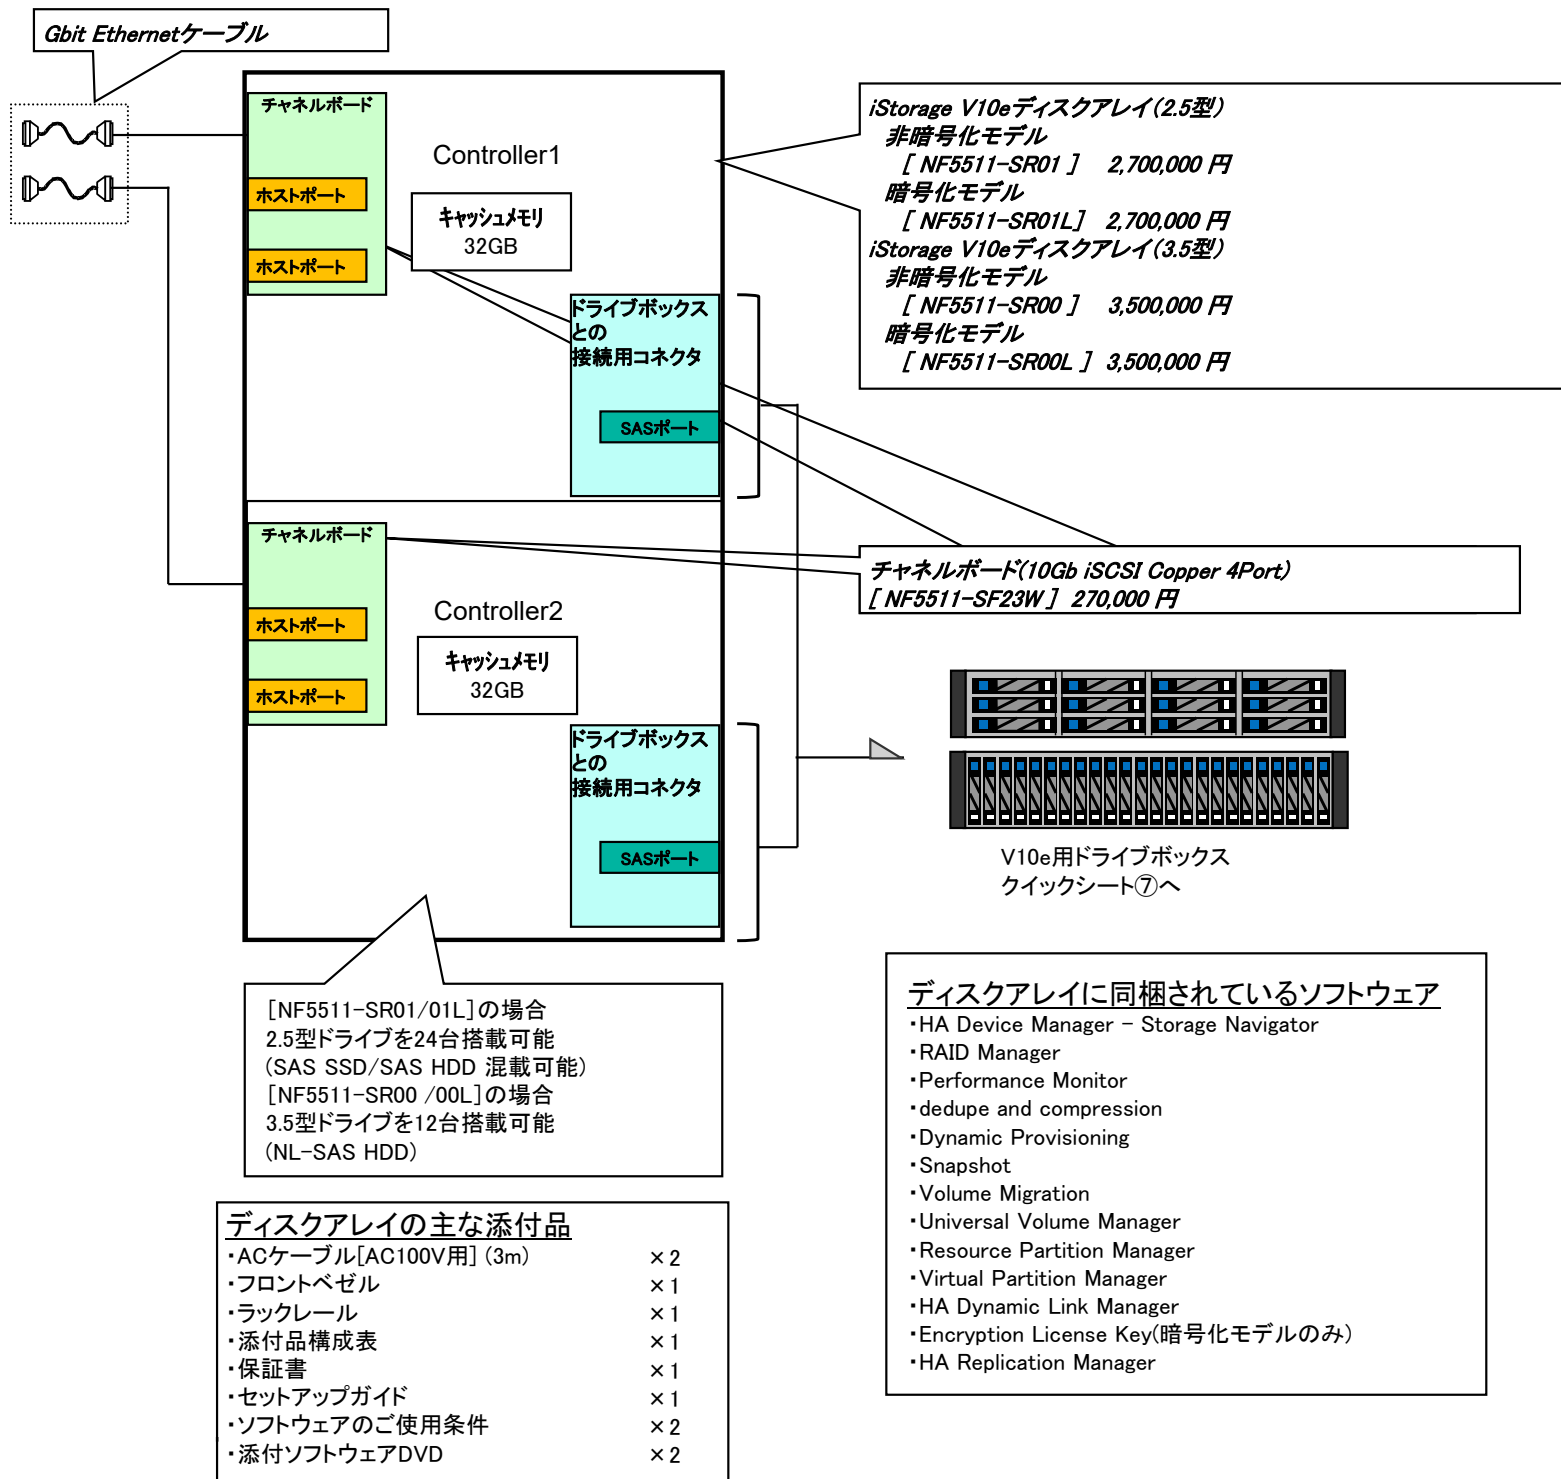 Gbit Ethernetケーブル
チャネルボード
Controller1
ホストポート
ホストポート
キャッシュメモリ
32GB
ドライブボックス
との
接続用コネクタ
SASポート
iStorage V10eディスクアレイ(2.5型)
非暗号化モデル
[ NF5511-SR01 ] 2,700,000 円
暗号化モデル
[ NF5511-SR01L] 2,700,000 円
iStorage V10eディスクアレイ(3.5型)
非暗号化モデル
[ NF5511-SR00 ] 3,500,000 円
暗号化モデル
[ NF5511-SR00L ] 3,500,000 円
チャネルボード
Controller2
ホストポート
ホストポート
キャッシュメモリ
32GB
ドライブボックス
との
接続用コネクタ
SASポート
チャネルボード(10Gb iSCSI Copper 4Port)
[ NF5511-SF23W ] 270,000 円
V10e用ドライブボックス
クイックシート⑦へ
[NF5511-SR01/01L]の場合
2.5型ドライブを24台搭載可能
(SAS SSD/SAS HDD 混載可能)
[NF5511-SR00 /00L]の場合
3.5型ドライブを12台搭載可能
(NL-SAS HDD)
ディスクアレイの主な添付品
・ACケーブル[AC100V用] (3m) ×2
・フロントベゼル ×1
・ラックレール ×1
・添付品構成表 ×1
・保証書 ×1
・セットアップガイド ×1
・ソフトウェアのご使用条件 ×2
・添付ソフトウェアDVD ×2
ディスクアレイに同梱されているソフトウェア
・HA Device Manager - Storage Navigator
・RAID Manager
・Performance Monitor
・dedupe and compression
・Dynamic Provisioning
・Snapshot
・Volume Migration
・Universal Volume Manager
・Resource Partition Manager
・Virtual Partition Manager
・HA Dynamic Link Manager
・Encryption License Key(暗号化モデルのみ)
・HA Replication Manager